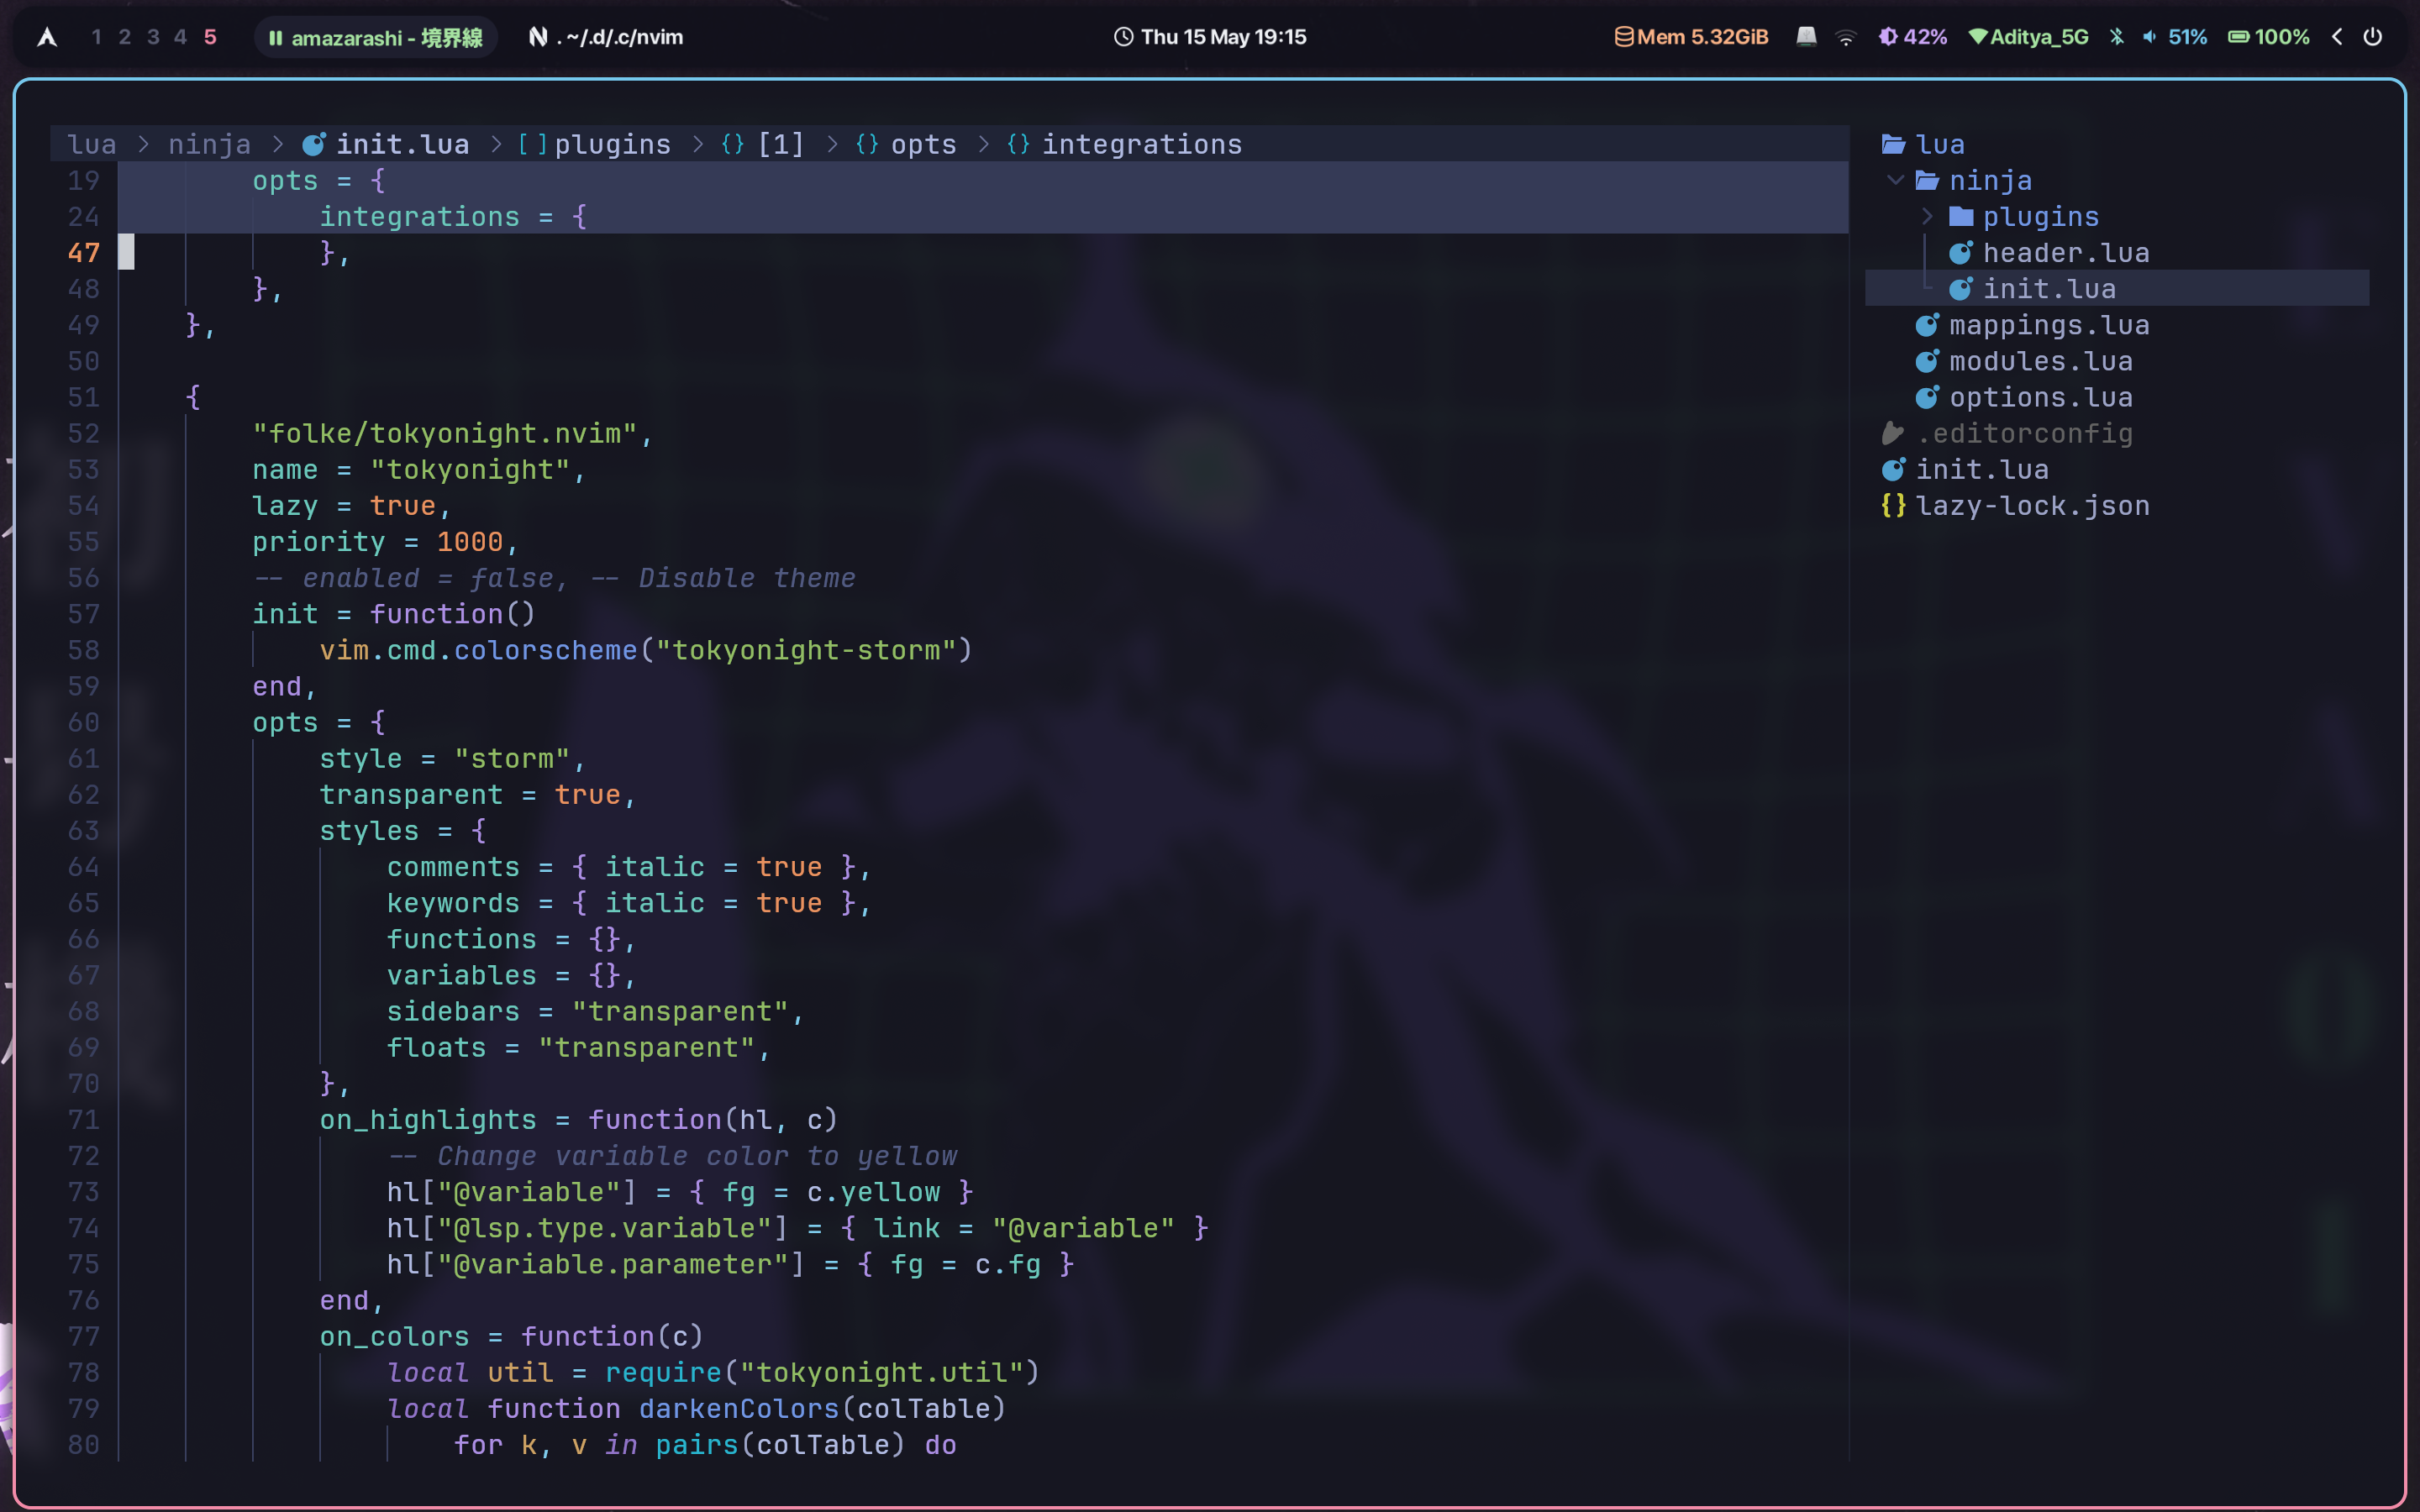 1 2 3 4 5 amazarashi - 境界線 . ~/.d/.c/nvim Thu 15 May 19:15 Mem 5.32GiB 42% Aditya_5G 51% 100%
lua > ninja > init.lua > [ ] plugins > {} [1] > {} opts > {} integrations
19 opts = {
24 integrations = {
47 },
48 },
49 },
50
51 {
52 "folke/tokyonight.nvim",
53 name = "tokyonight",
54 lazy = true,
55 priority = 1000,
56 -- enabled = false, -- Disable theme
57 init = function()
58 vim.cmd.colorscheme("tokyonight-storm")
59 end,
60 opts = {
61 style = "storm",
62 transparent = true,
63 styles = {
64 comments = { italic = true },
65 keywords = { italic = true },
66 functions = {},
67 variables = {},
68 sidebars = "transparent",
69 floats = "transparent",
70 },
71 on_highlights = function(hl, c)
72 -- Change variable color to yellow
73 hl["@variable"] = { fg = c.yellow }
74 hl["@lsp.type.variable"] = { link = "@variable" }
75 hl["@variable.parameter"] = { fg = c.fg }
76 end,
77 on_colors = function(c)
78 local util = require("tokyonight.util")
79 local function darkenColors(colTable)
80 for k, v in pairs(colTable) do
lua
ninja
plugins
header.lua
init.lua
mappings.lua
modules.lua
options.lua
.editorconfig
init.lua
{} lazy-lock.json